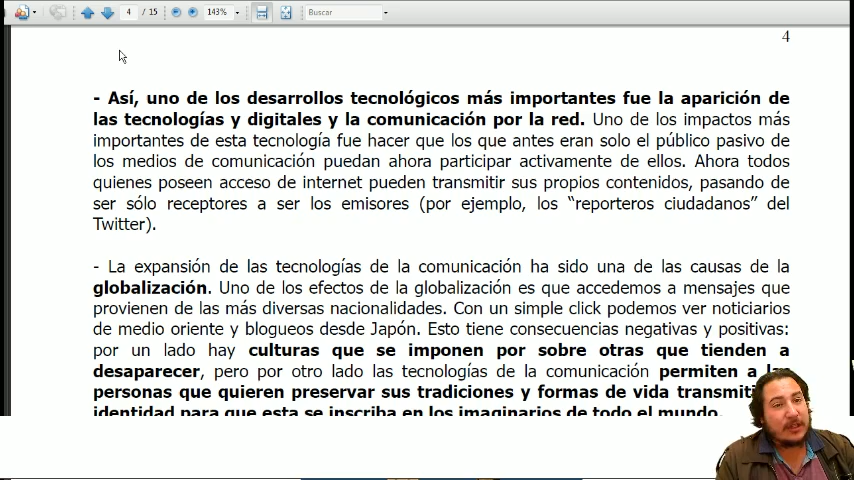 4 / 15 143% Buscar
4
- Así, uno de los desarrollos tecnológicos más importantes fue la aparición de
las tecnologías y digitales y la comunicación por la red. Uno de los impactos más
importantes de esta tecnología fue hacer que los que antes eran solo el público pasivo de
los medios de comunicación puedan ahora participar activamente de ellos. Ahora todos
quienes poseen acceso de internet pueden transmitir sus propios contenidos, pasando de
ser sólo receptores a ser los emisores (por ejemplo, los “reporteros ciudadanos” del
Twitter).
- La expansión de las tecnologías de la comunicación ha sido una de las causas de la
globalización. Uno de los efectos de la globalización es que accedemos a mensajes que
provienen de las más diversas nacionalidades. Con un simple click podemos ver noticiarios
de medio oriente y blogueos desde Japón. Esto tiene consecuencias negativas y positivas:
por un lado hay culturas que se imponen por sobre otras que tienden a
desaparecer, pero por otro lado las tecnologías de la comunicación permiten a
personas que quieren preservar sus tradiciones y formas de vida
identidad para que esta se inscriba en los imaginarios de todo el mundo.